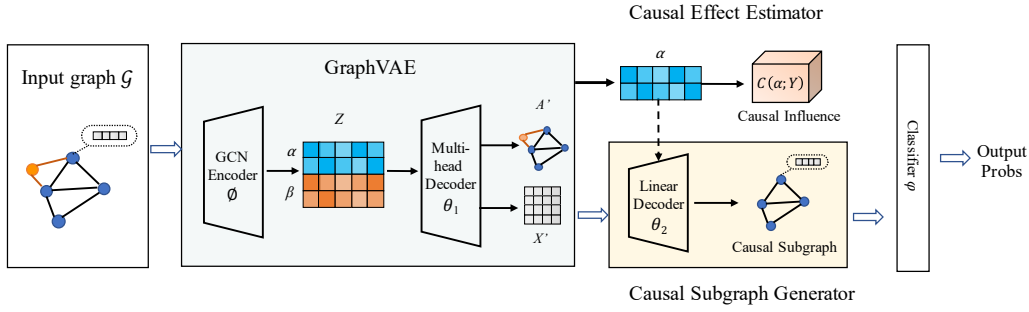 Causal Effect Estimator
Input graph 𝒢
GraphVAE
α
C(α; Y)
Causal Influence
Z
A'
GCN
Encoder
∅
α
β
Multi-
head
Decoder
θ₁
X'
Linear
Decoder
θ₂
Causal Subgraph
Classifier φ
Output
Probs
Causal Subgraph Generator